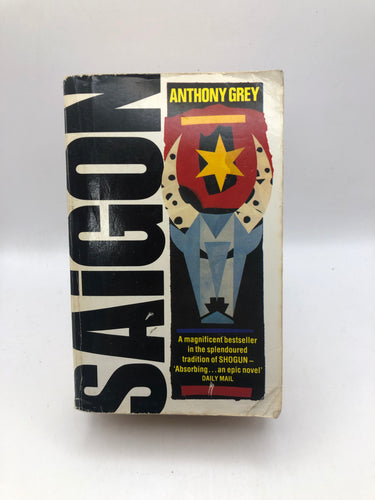 SAiGON
ANTHONY GREY
A magnificent bestseller
in the splendoured
tradition of SHOGUN –
'Absorbing... an epic novel'
DAILY MAIL